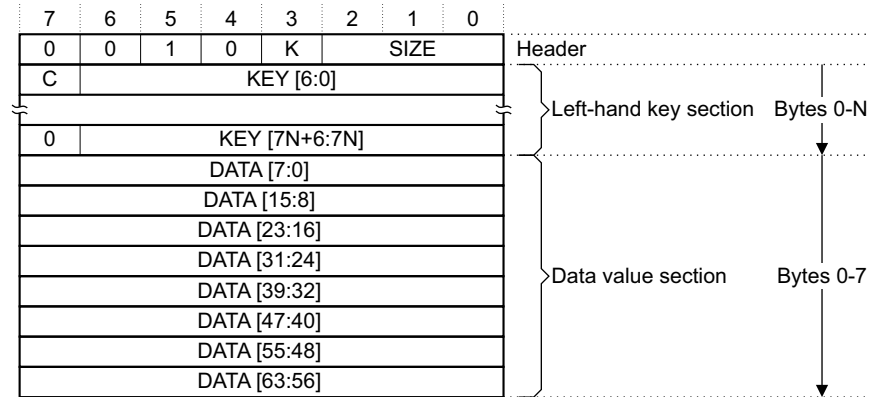 7 6 5 4 3 2 1 0
0 0 1 0 K SIZE Header
C KEY [6:0]
Left-hand key section Bytes 0-N
0 KEY [7N+6:7N]
DATA [7:0]
DATA [15:8]
DATA [23:16]
DATA [31:24]
Data value section Bytes 0-7
DATA [39:32]
DATA [47:40]
DATA [55:48]
DATA [63:56]